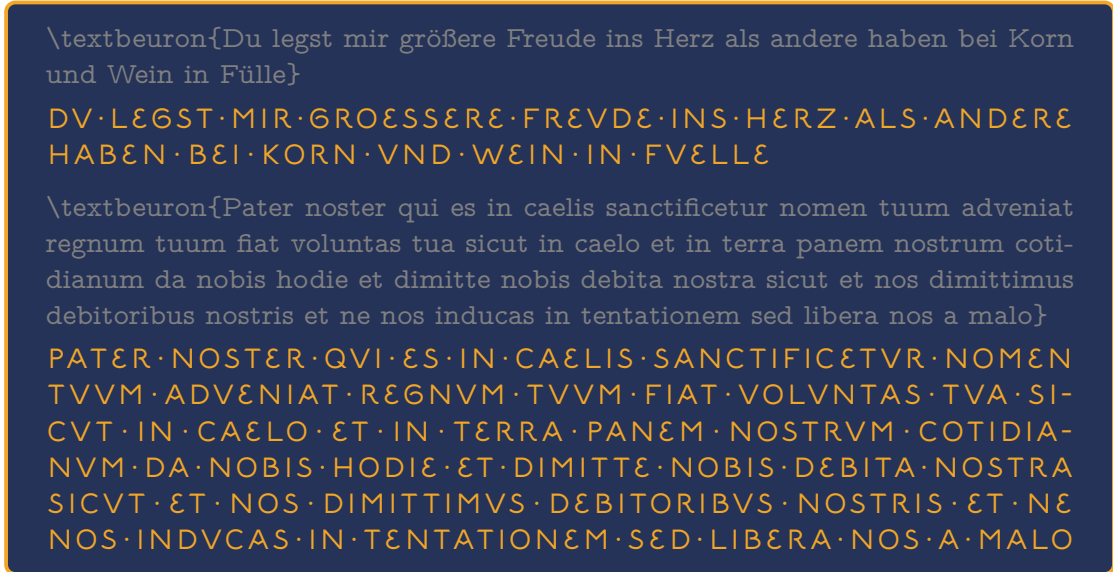 \textbeuron{Du legst mir größere Freude ins Herz als andere haben bei Korn
und Wein in Fülle}
DV·LEGST·MIR·GROESSERE·FREVDE·INS·HERZ·ALS·ANDERE
HABEN·BEI·KORN·VND·WEIN·IN·FVELLE
\textbeuron{Pater noster qui es in caelis sanctificetur nomen tuum adveniat
regnum tuum fiat voluntas tua sicut in caelo et in terra panem nostrum coti-
dianum da nobis hodie et dimitte nobis debita nostra sicut et nos dimittimus
debitoribus nostris et ne nos inducas in tentationem sed libera nos a malo}
PATER·NOSTER·QVI·ES·IN·CAELIS·SANCTIFICETVR·NOMEN
TVVM·ADVENIAT·REGNVM·TVVM·FIAT·VOLVNTAS·TVA·SI-
CVT·IN·CAELO·ET·IN·TERRA·PANEM·NOSTRVM·COTIDIA-
NVM·DA·NOBIS·HODIE·ET·DIMITTE·NOBIS·DEBITA·NOSTRA
SICVT·ET·NOS·DIMITTIMVS·DEBITORIBVS·NOSTRIS·ET·NE
NOS·INDVCAS·IN·TENTATIONEM·SED·LIBERA·NOS·A·MALO